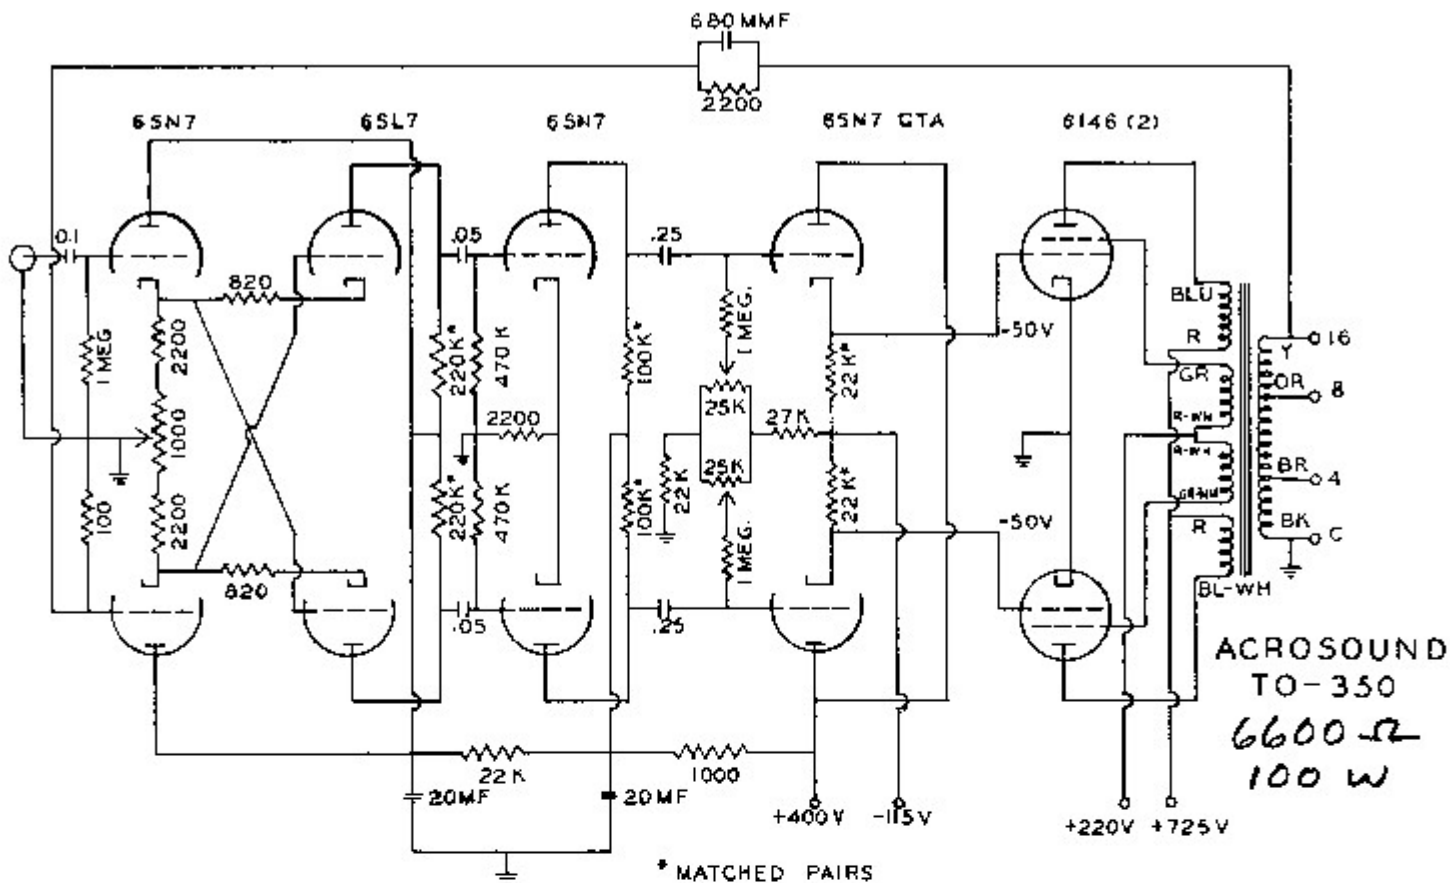 680 MMF
2200
6SN7
6SL7
6SN7
6SN7 GTA
6146 (2)
0.1
820
.05
.25
1 MEG
2200
1000
2200
100
820
220K*
470K
2200
220K*
470K
.05
100K*
100K*
.25
1 MEG.
25K
27K
25K
22K
1 MEG.
22K*
22K*
-50V
-50V
BLU
R
GR
R-WH
R-WH
GR-WH
R
BL-WH
Y
16
OR
8
BR
4
BK
C
22K
1000
20MF
20MF
+400V
-115V
+220V
+725V
ACROSOUND
TO-350
6600 Ω
100 W
* MATCHED PAIRS